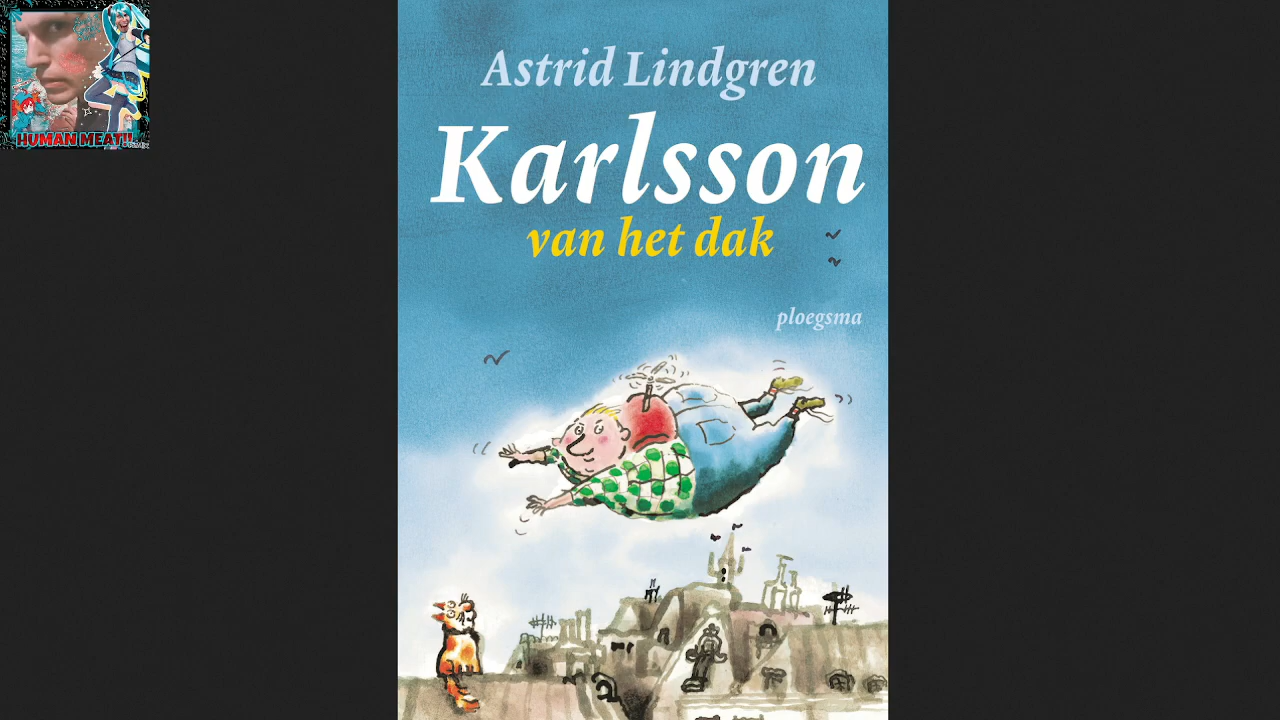 HUMAN MEAT!!
Astrid Lindgren
Karlsson
van het dak
ploegsma